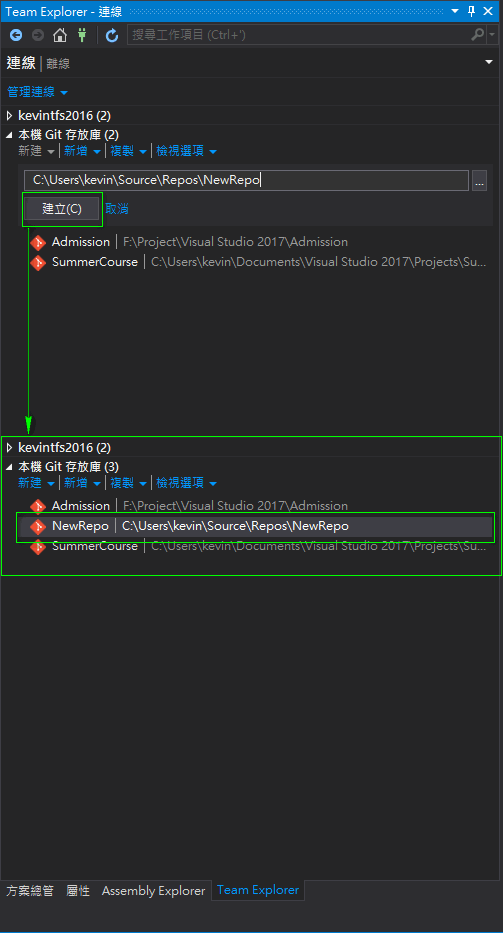 Team Explorer - 連線
搜尋工作項目 (Ctrl+')
連線 | 離線
管理連線
kevintfs2016 (2)
本機 Git 存放庫 (2)
新建 | 新增 | 複製 | 檢視選項
C:\Users\kevin\Source\Repos\NewRepo ...
建立(C) 取消
Admission | F:\Project\Visual Studio 2017\Admission
SummerCourse | C:\Users\kevin\Documents\Visual Studio 2017\Projects\Su...
kevintfs2016 (2)
本機 Git 存放庫 (3)
新建 | 新增 | 複製 | 檢視選項
Admission | F:\Project\Visual Studio 2017\Admission
NewRepo | C:\Users\kevin\Source\Repos\NewRepo
SummerCourse | C:\Users\kevin\Documents\Visual Studio 2017\Projects\Su...
方案總管 屬性 Assembly Explorer Team Explorer